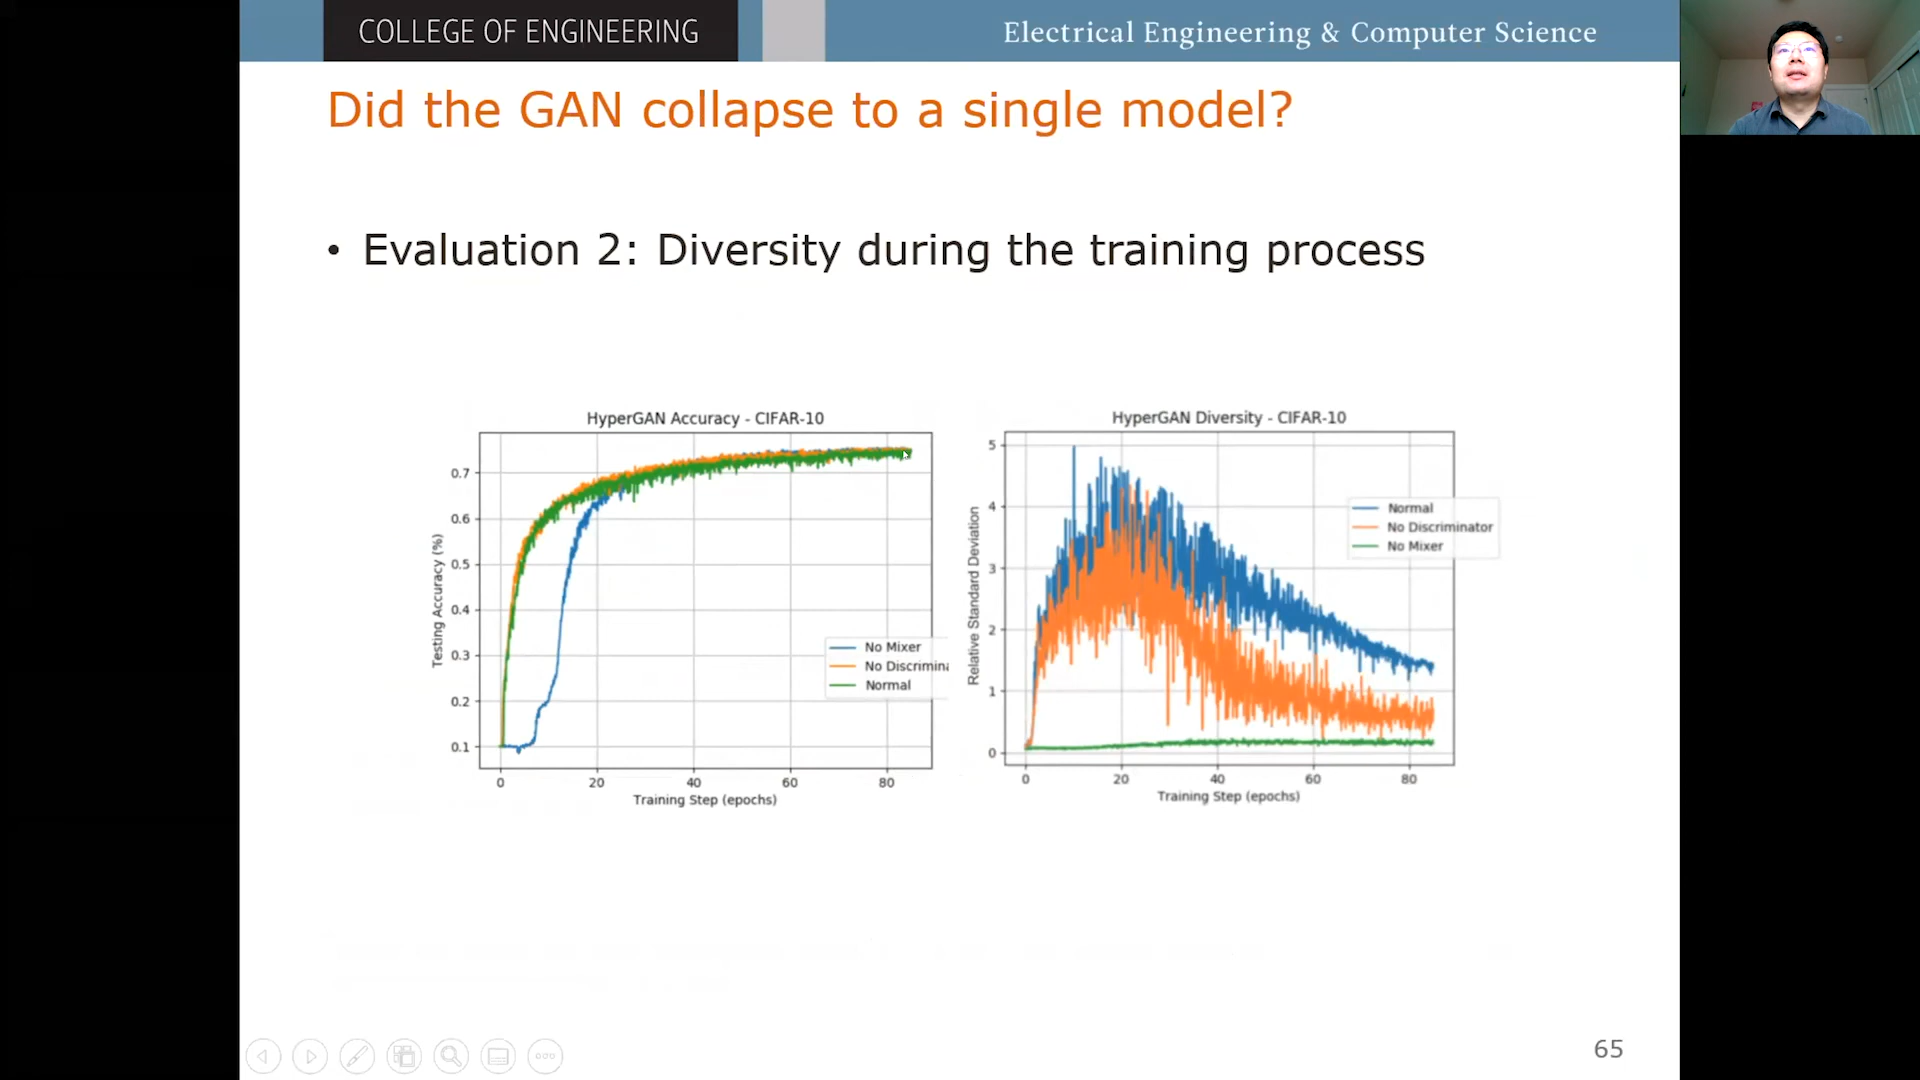 COLLEGE OF ENGINEERING
Electrical Engineering & Computer Science
Did the GAN collapse to a single model?
• Evaluation 2: Diversity during the training process
HyperGAN Accuracy - CIFAR-10
Testing Accuracy (%)
0.7
0.6
0.5
0.4
0.3
0.2
0.1
0 20 40 60 80
Training Step (epochs)
No Mixer
No Discrimina
Normal
HyperGAN Diversity - CIFAR-10
Relative Standard Deviation
5
4
3
2
1
0
0 20 40 60 80
Training Step (epochs)
Normal
No Discriminator
No Mixer
65